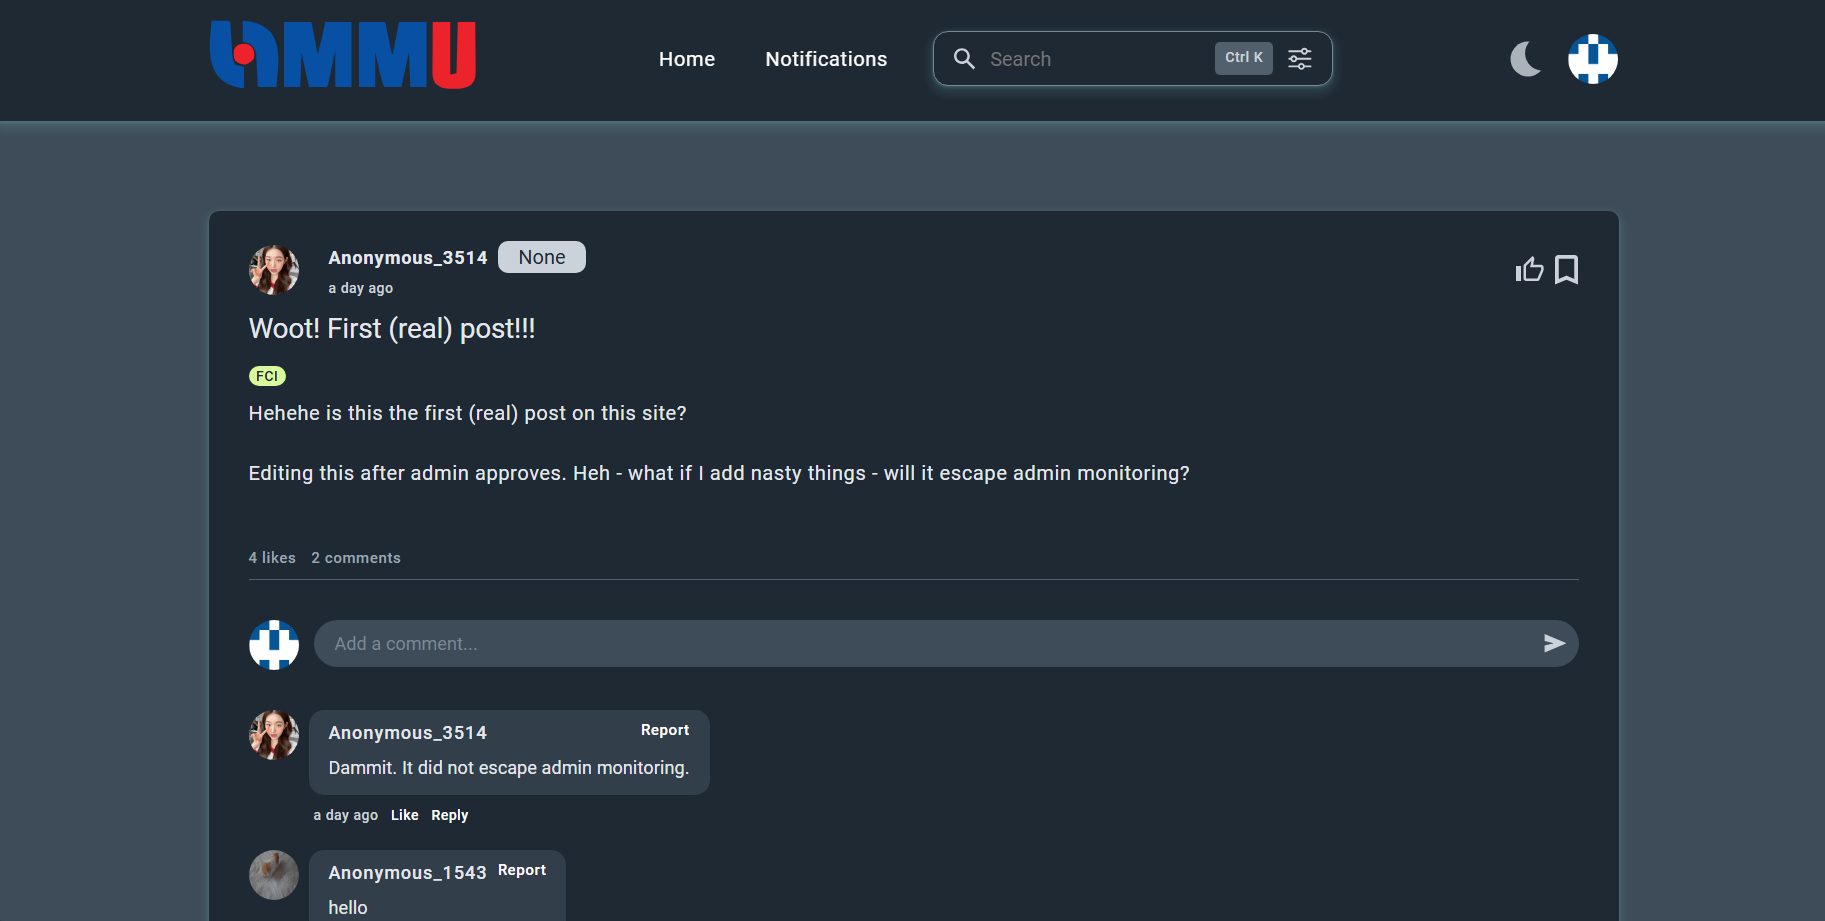 MMU
Home
Notifications
Search
Ctrl K
Anonymous_3514
None
a day ago
Woot! First (real) post!!!
FCI
Hehehe is this the first (real) post on this site?
Editing this after admin approves. Heh - what if I add nasty things - will it escape admin monitoring?
4 likes 2 comments
Add a comment...
Anonymous_3514 Report
Dammit. It did not escape admin monitoring.
a day ago Like Reply
Anonymous_1543 Report
hello